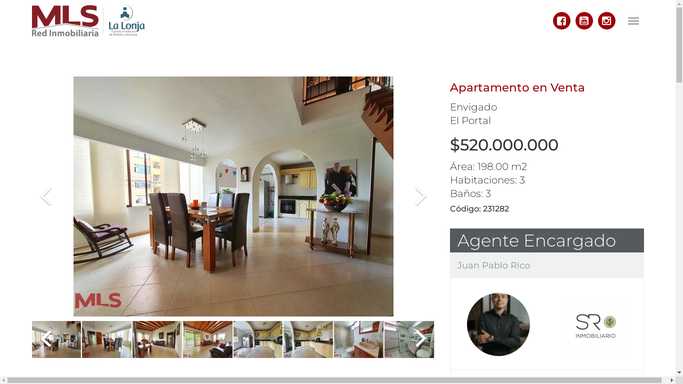 MLS
Red Inmobiliaria
La Lonja
Apartamento en Venta
Envigado
El Portal
$520.000.000
Área: 198.00 m2
Habitaciones: 3
Baños: 3
Código: 231282
Agente Encargado
Juan Pablo Rico
MLS
SR
INMOBILIARIO